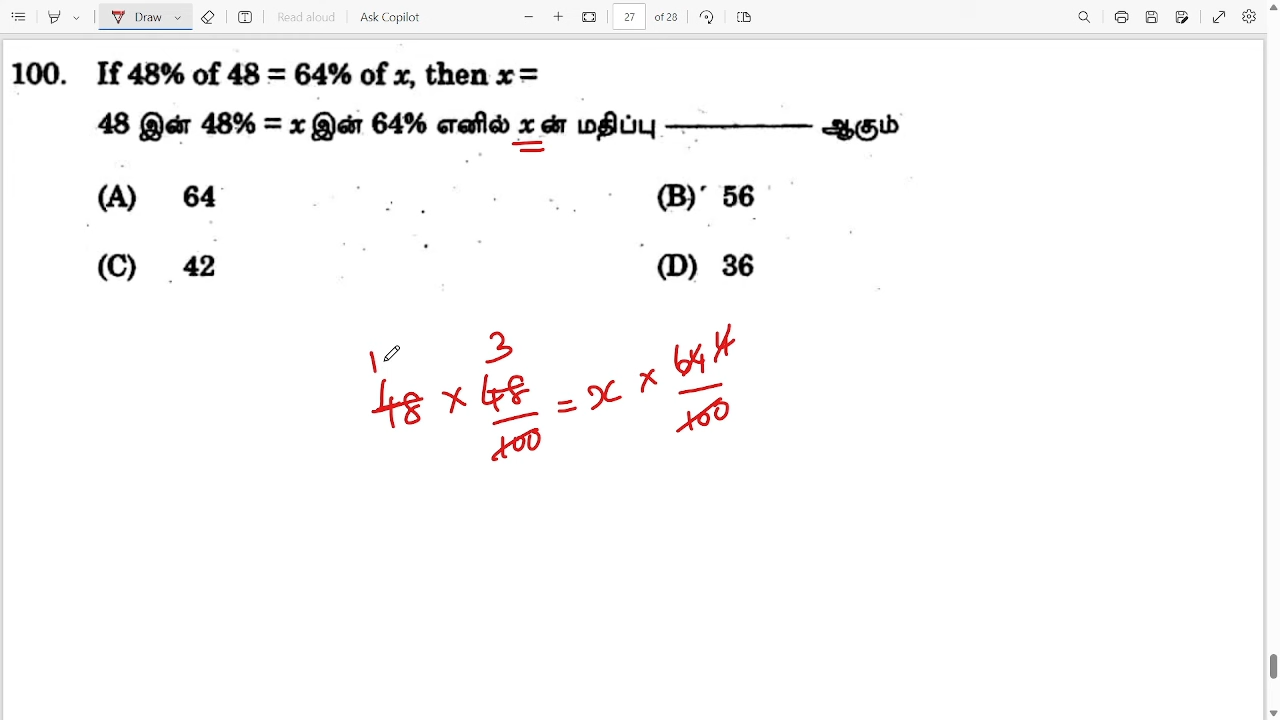 Draw Read aloud Ask Copilot 27 of 28
100. If 48% of 48 = 64% of x, then x =
48 இன் 48% = x இன் 64% எனில் x ன் மதிப்பு ________ ஆகும்
(A) 64 (B) 56
(C) 42 (D) 36
1 3
48 × 48 = x × 64 4
100 100